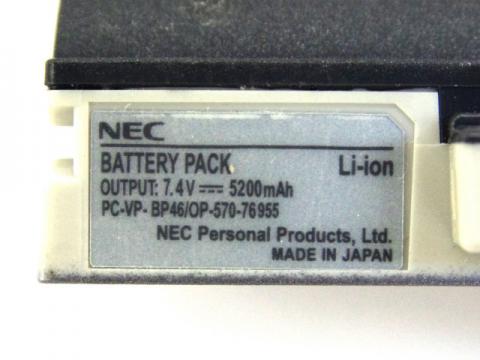 NEC
BATTERY PACK Li-ion
OUTPUT: 7.4V⎓ 5200mAh
PC-VP- BP46/OP-570-76955
NEC Personal Products, Ltd.
MADE IN JAPAN